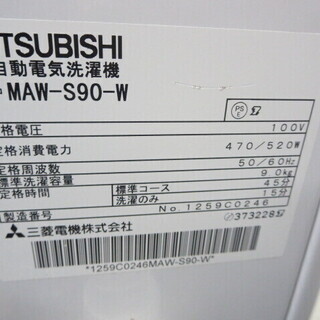 TSUBISHI
自動電気洗濯機
MAW-S90-W
格電圧 100V
定格消費電力 470/520W
定格周波数 50/60Hz
標準洗濯容量 9.0kg
定格時間 標準コース 45分
洗濯のみ 15分
製造番号 No.1259C0246
三菱電機株式会社
373228
*1259C0246MAW-S90-W*